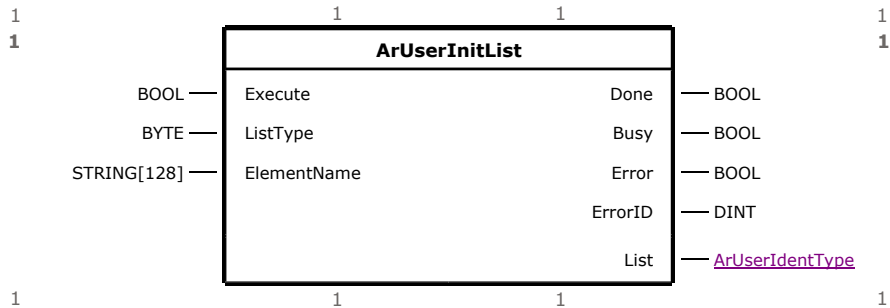 1 1 1 1
1 ArUserInitList 1
BOOL Execute Done BOOL
BYTE ListType Busy BOOL
STRING[128] ElementName Error BOOL
ErrorID DINT
List ArUserIdentType
1 1 1 1